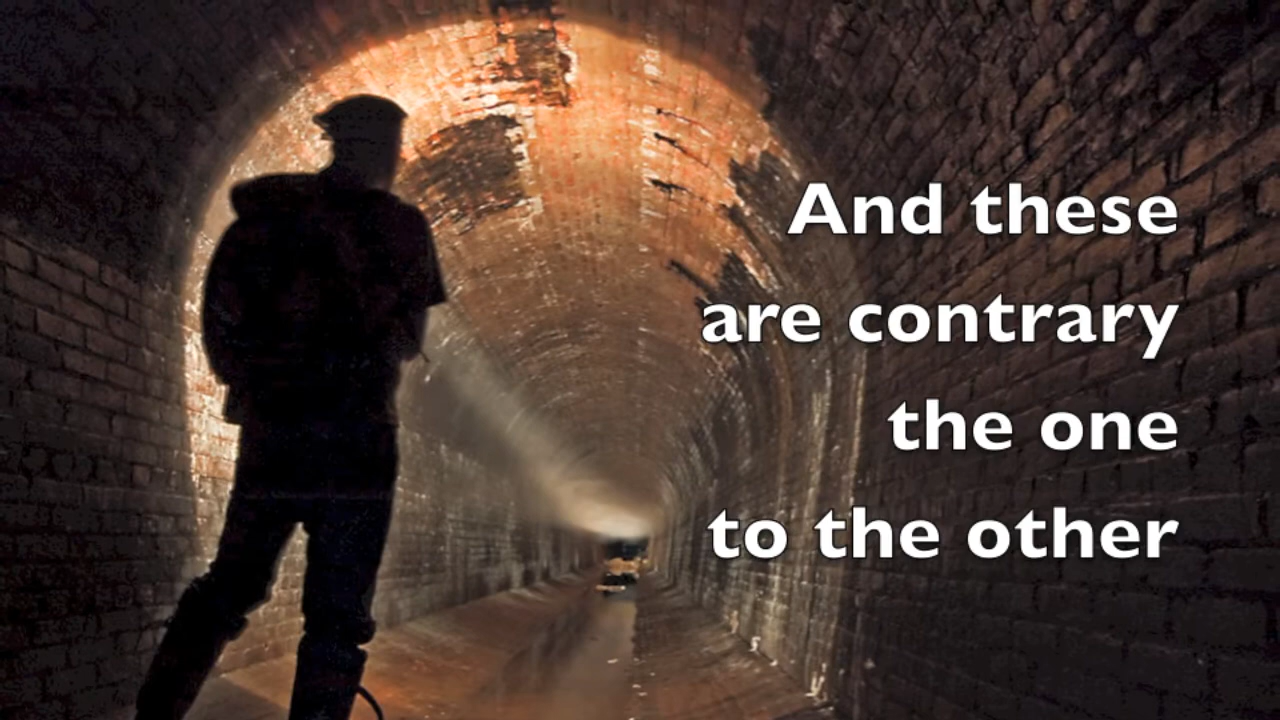 And these
are contrary
the one
to the other